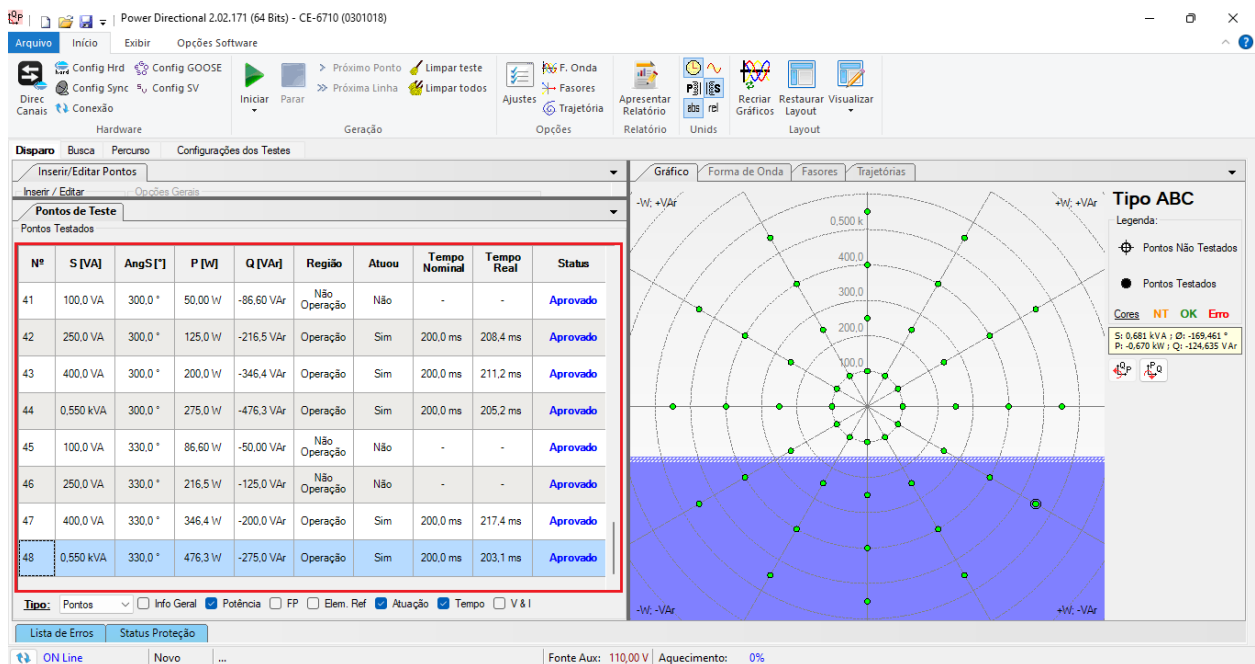 Power Directional 2.02.171 (64 Bits) - CE-6710 (0301018)
Arquivo Início Exibir Opções Software
Direc Canais
Config Hrd Config GOOSE
Config Sync Config SV
Conexão
Hardware
Iniciar Parar
Próximo Ponto Limpar teste
Próxima Linha Limpar todos
Geração
Ajustes
F. Onda
Fasores
Trajetória
Opções
Apresentar Relatório
Relatório
abs rel
Unids
Recriar Gráficos
Restaurar Layout
Visualizar
Layout
Disparo Busca Percurso Configurações dos Testes
Inserir/Editar Pontos
Inserir / Editar Opções Gerais
Pontos de Teste
Pontos Testados
Nº S [VA] AngS [°] P [W] Q [VAr] Região Atuou Tempo Nominal Tempo Real Status
41 100,0 VA 300,0 ° 50,00 W -86,60 VAr Não Operação Não - - Aprovado
42 250,0 VA 300,0 ° 125,0 W -216,5 VAr Operação Sim 200,0 ms 208,4 ms Aprovado
43 400,0 VA 300,0 ° 200,0 W -346,4 VAr Operação Sim 200,0 ms 211,2 ms Aprovado
44 0,550 kVA 300,0 ° 275,0 W -476,3 VAr Operação Sim 200,0 ms 205,2 ms Aprovado
45 100,0 VA 330,0 ° 86,60 W -50,00 VAr Não Operação Não - - Aprovado
46 250,0 VA 330,0 ° 216,5 W -125,0 VAr Não Operação Não - - Aprovado
47 400,0 VA 330,0 ° 346,4 W -200,0 VAr Operação Sim 200,0 ms 217,4 ms Aprovado
48 0,550 kVA 330,0 ° 476,3 W -275,0 VAr Operação Sim 200,0 ms 203,1 ms Aprovado
Tipo: Pontos Info Geral Potência FP Elem. Ref Atuação Tempo V & I
Gráfico Forma de Onda Fasores Trajetórias
-W; +VAr +W; +VAr
0,500 k
400,0
300,0
200,0
100,0
-W; -VAr +W; -VAr
Tipo ABC
Legenda:
Pontos Não Testados
Pontos Testados
Cores NT OK Erro
S: 0,681 kVA ; Ø: -169,461 °
P: -0,670 kW ; Q: -124,635 VAr
Lista de Erros Status Proteção
ON Line Novo ... Fonte Aux: 110,00 V Aquecimento: 0%